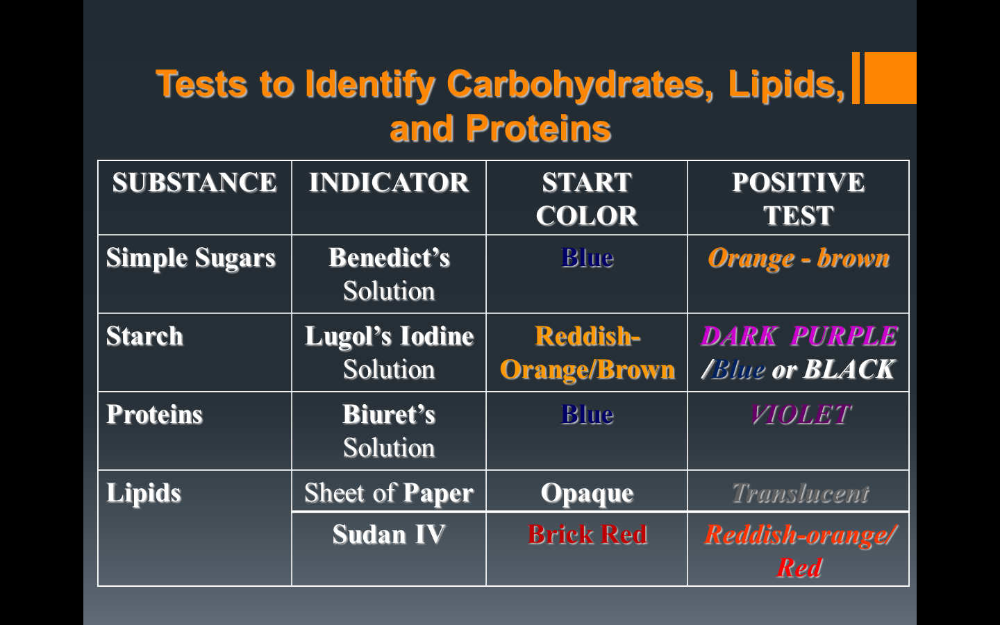 Tests to Identify Carbohydrates, Lipids,
and Proteins
SUBSTANCE INDICATOR START POSITIVE
COLOR TEST
Simple Sugars Benedict’s Blue Orange - brown
Solution
Starch Lugol’s Iodine Reddish- DARK PURPLE
Solution Orange/Brown /Blue or BLACK
Proteins Biuret’s Blue VIOLET
Solution
Lipids Sheet of Paper Opaque Translucent
Sudan IV Brick Red Reddish-orange/
Red